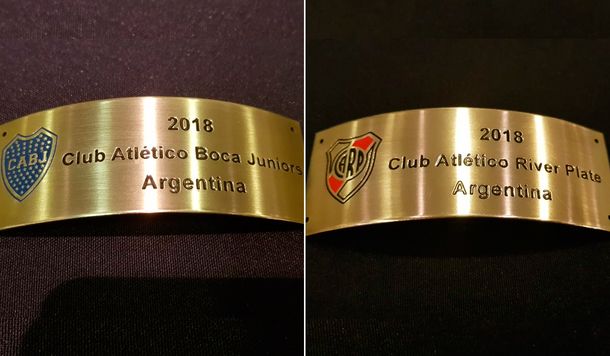 2018
CABJ
Club Atlético Boca Juniors
Argentina
2018
CARP
Club Atlético River Plate
Argentina